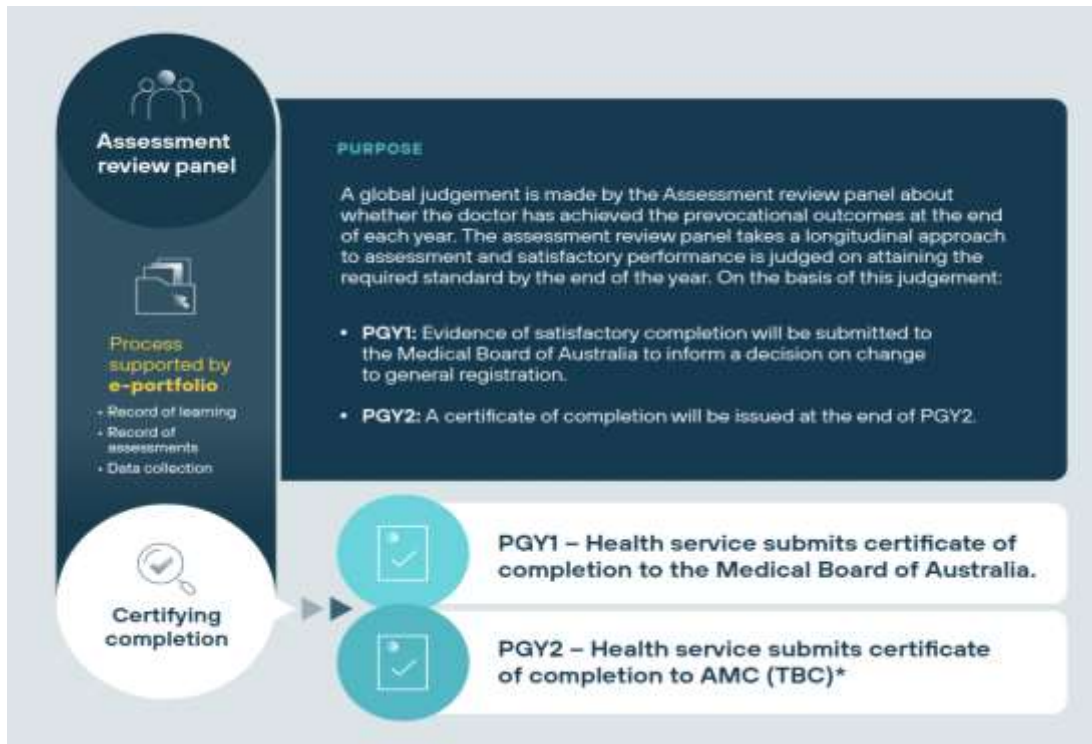 Assessment
review panel
PURPOSE
A global judgement is made by the Assessment review panel about
whether the doctor has achieved the prevocational outcomes at the end
of each year. The assessment review panel takes a longitudinal approach
to assessment and satisfactory performance is judged on attaining the
required standard by the end of the year. On the basis of this judgement:
• PGY1: Evidence of satisfactory completion will be submitted to
the Medical Board of Australia to inform a decision on change
to general registration.
• PGY2: A certificate of completion will be issued at the end of PGY2.
Process
supported by
e-portfolio
• Record of learning
• Record of
assessments
• Data collection
Certifying
completion
PGY1 – Health service submits certificate of
completion to the Medical Board of Australia.
PGY2 – Health service submits certificate
of completion to AMC (TBC)*